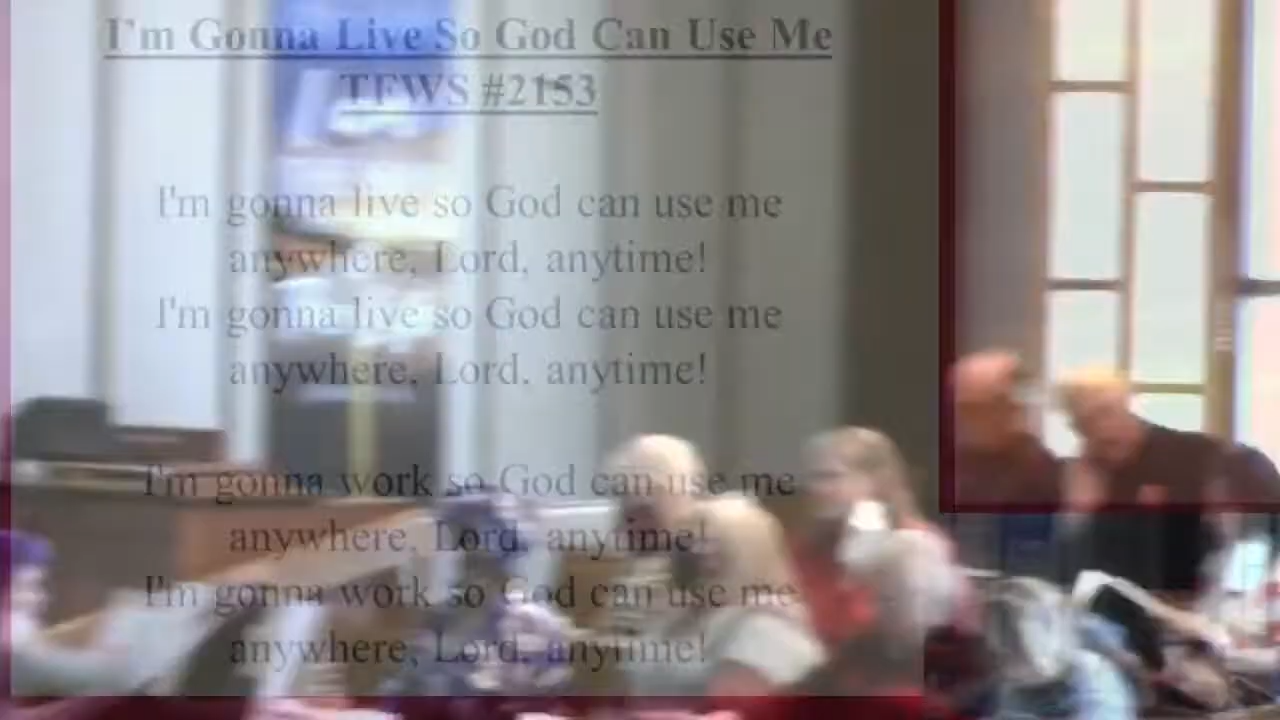 I'm Gonna Live So God Can Use Me
TFWS #2153
I'm gonna live so God can use me
anywhere, Lord, anytime!
I'm gonna live so God can use me
anywhere, Lord, anytime!
I'm gonna work so God can use me
anywhere, Lord, anytime!
I'm gonna work so God can use me
anywhere, Lord, anytime!